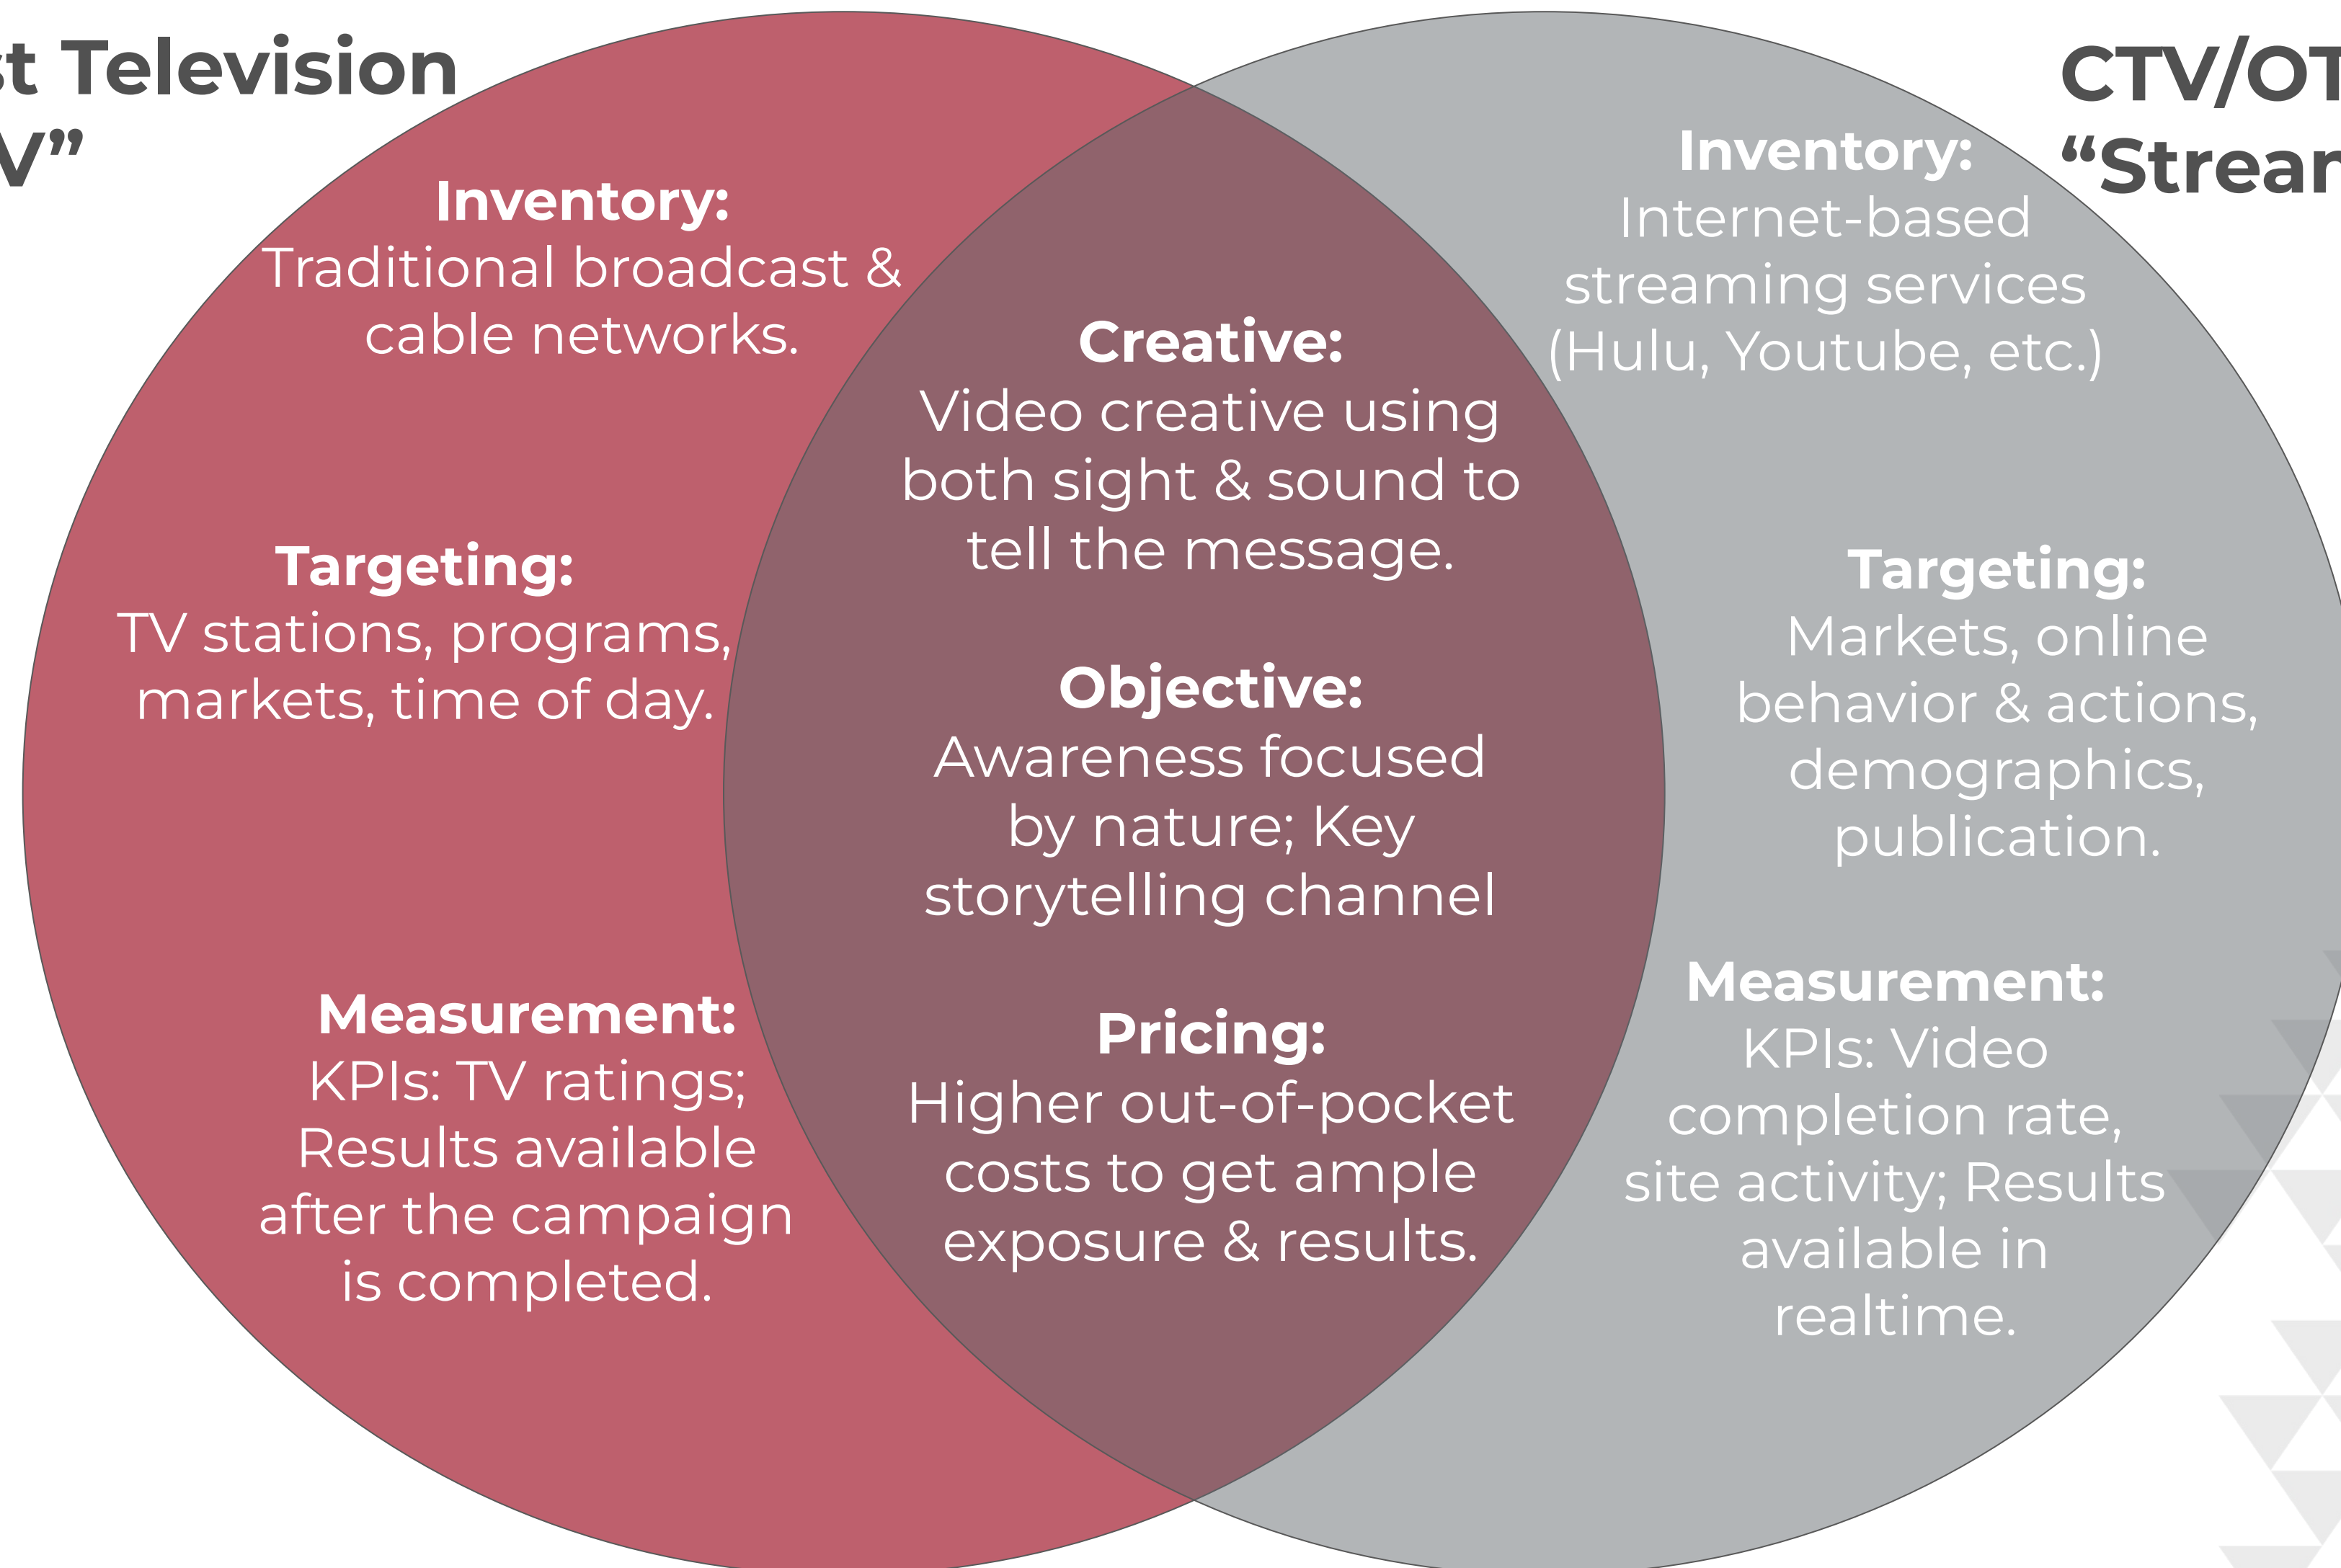 st Television
V”
Inventory:
Traditional broadcast &
cable networks.
Targeting:
TV stations, programs,
markets, time of day.
Measurement:
KPIs: TV ratings;
Results available
after the campaign
is completed.
Creative:
Video creative using
both sight & sound to
tell the message.
Objective:
Awareness focused
by nature; Key
storytelling channel
Pricing:
Higher out-of-pocket
costs to get ample
exposure & results.
CTV/OT
“Strea
Inventory:
Internet-based
streaming services
(Hulu, Youtube, etc.)
Targeting:
Markets, online
behavior & actions,
demographics,
publication.
Measurement:
KPIs: Video
completion rate,
site activity; Results
available in
realtime.